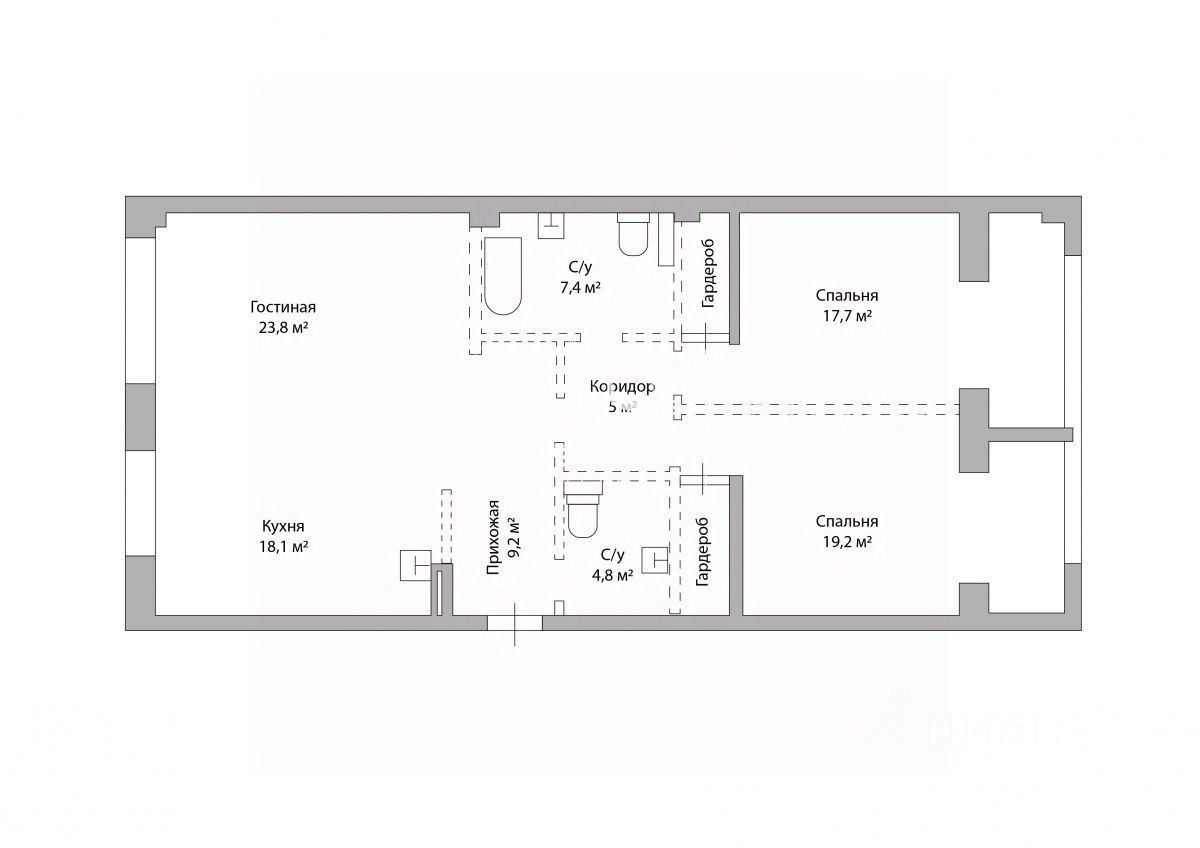 Гостиная
23,8 м²
С/у
7,4 м²
Гардероб
Спальня
17,7 м²
Коридор
5 м²
Кухня
18,1 м²
Прихожая
9,2 м²
С/у
4,8 м²
Гардероб
Спальня
19,2 м²
циан